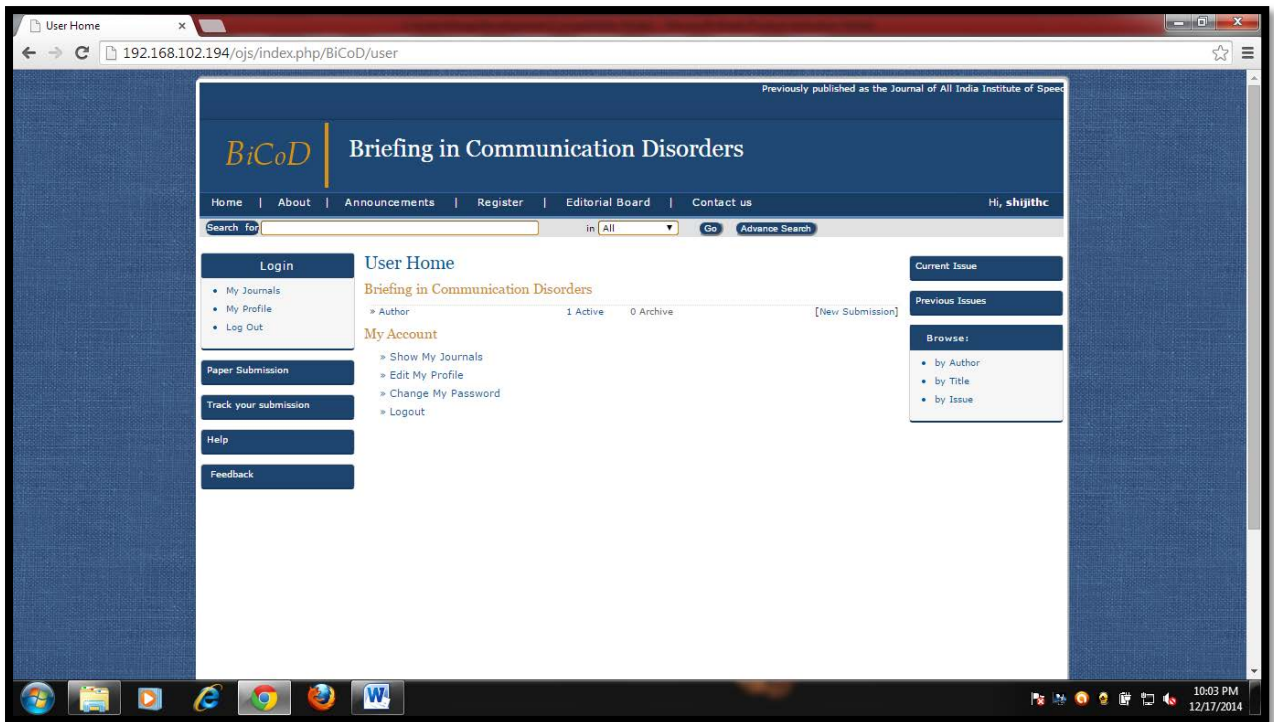 User Home
192.168.102.194/ojs/index.php/BiCoD/user
Previously published as the Journal of All India Institute of Speec
BiCoD
Briefing in Communication Disorders
Home | About | Announcements | Register | Editorial Board | Contact us
Hi, shijithc
Search for
in All
Go
Advance Search
Login
• My Journals
• My Profile
• Log Out
Paper Submission
Track your submission
Help
Feedback
User Home
Briefing in Communication Disorders
» Author 1 Active 0 Archive [New Submission]
My Account
» Show My Journals
» Edit My Profile
» Change My Password
» Logout
Current Issue
Previous Issues
Browse:
• by Author
• by Title
• by Issue
10:03 PM
12/17/2014